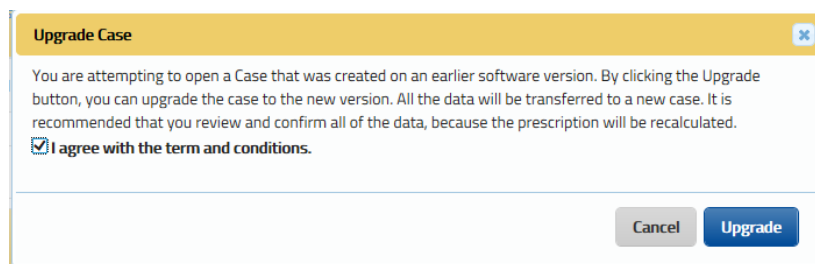 Upgrade Case
You are attempting to open a Case that was created on an earlier software version. By clicking the Upgrade
button, you can upgrade the case to the new version. All the data will be transferred to a new case. It is
recommended that you review and confirm all of the data, because the prescription will be recalculated.
I agree with the term and conditions.
Cancel Upgrade